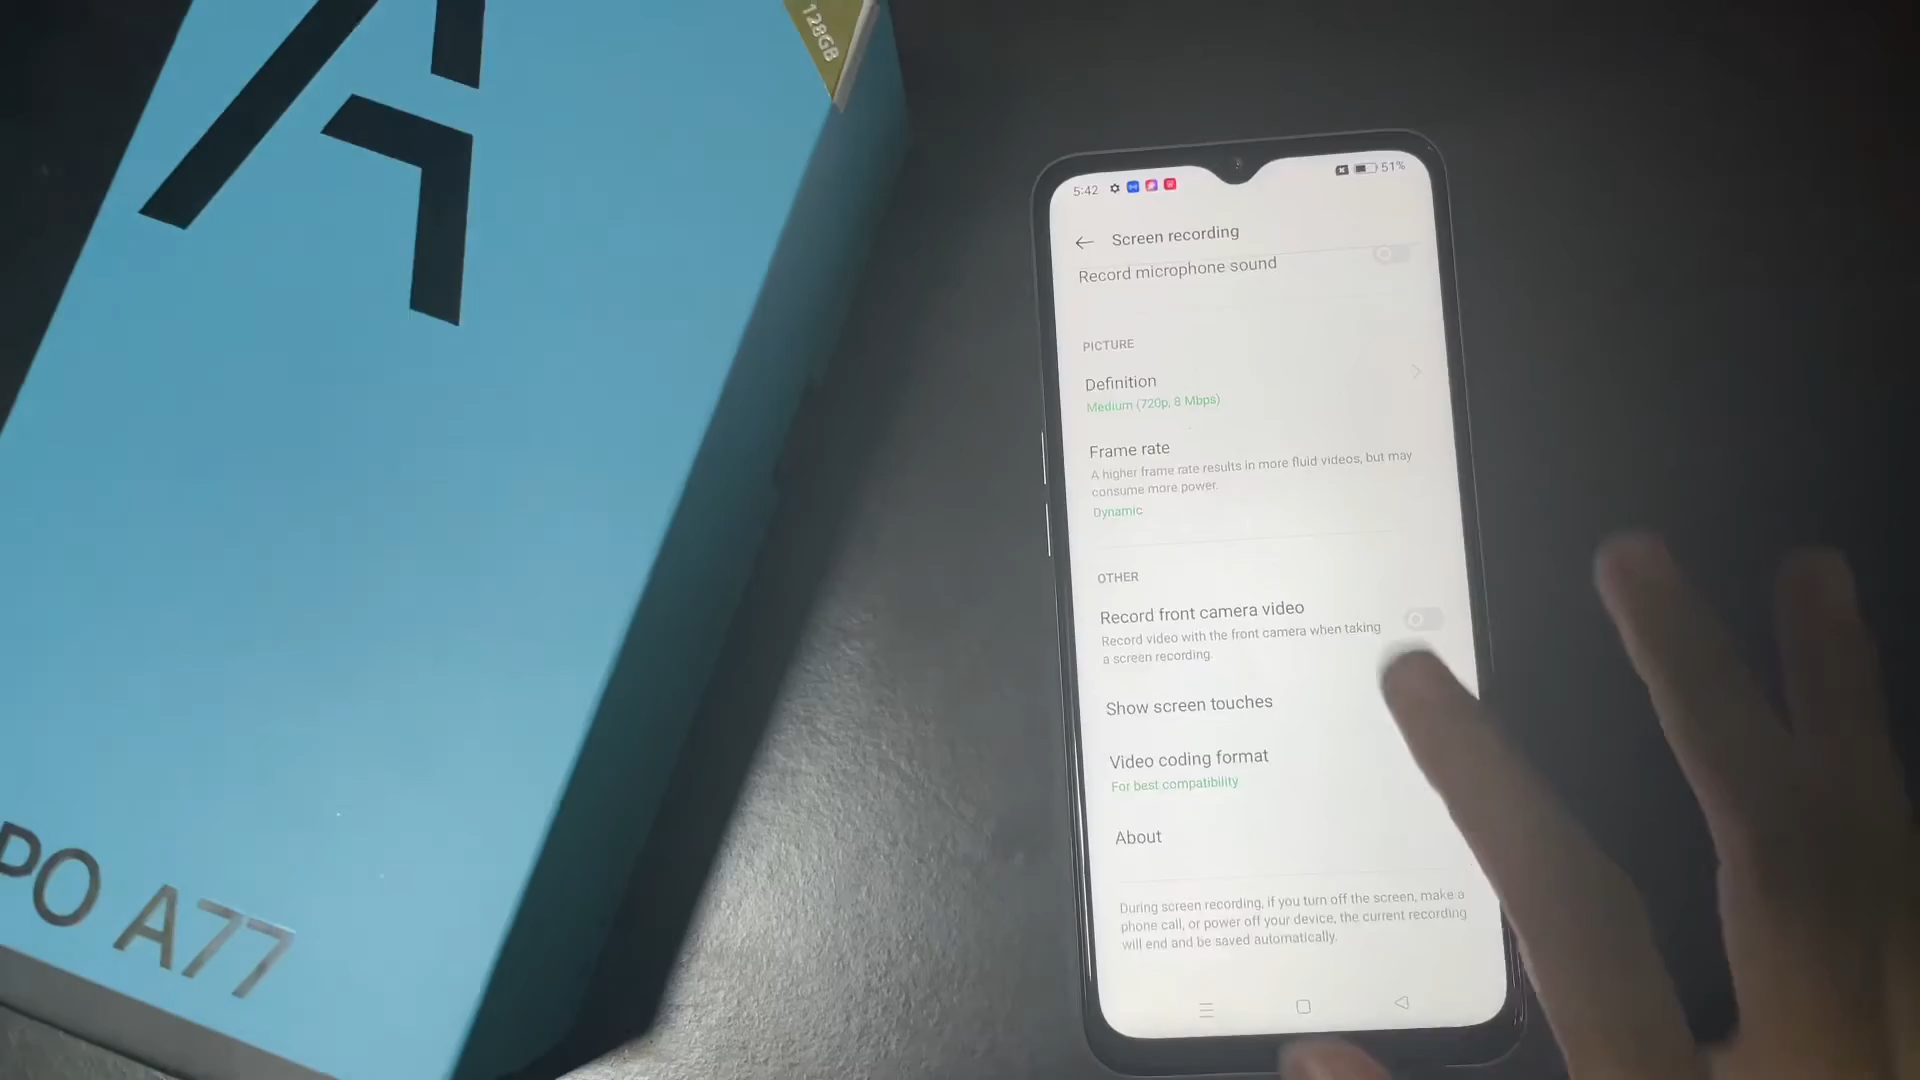 128GB
PO A77
5:42
51%
Screen recording
Record microphone sound
PICTURE
Definition
Medium (720p, 8 Mbps)
Frame rate
A higher frame rate results in more fluid videos, but may
consume more power.
Dynamic
OTHER
Record front camera video
Record video with the front camera when taking
a screen recording.
Show screen touches
Video coding format
For best compatibility
About
During screen recording, if you turn off the screen, make a
phone call, or power off your device, the current recording
will end and be saved automatically.